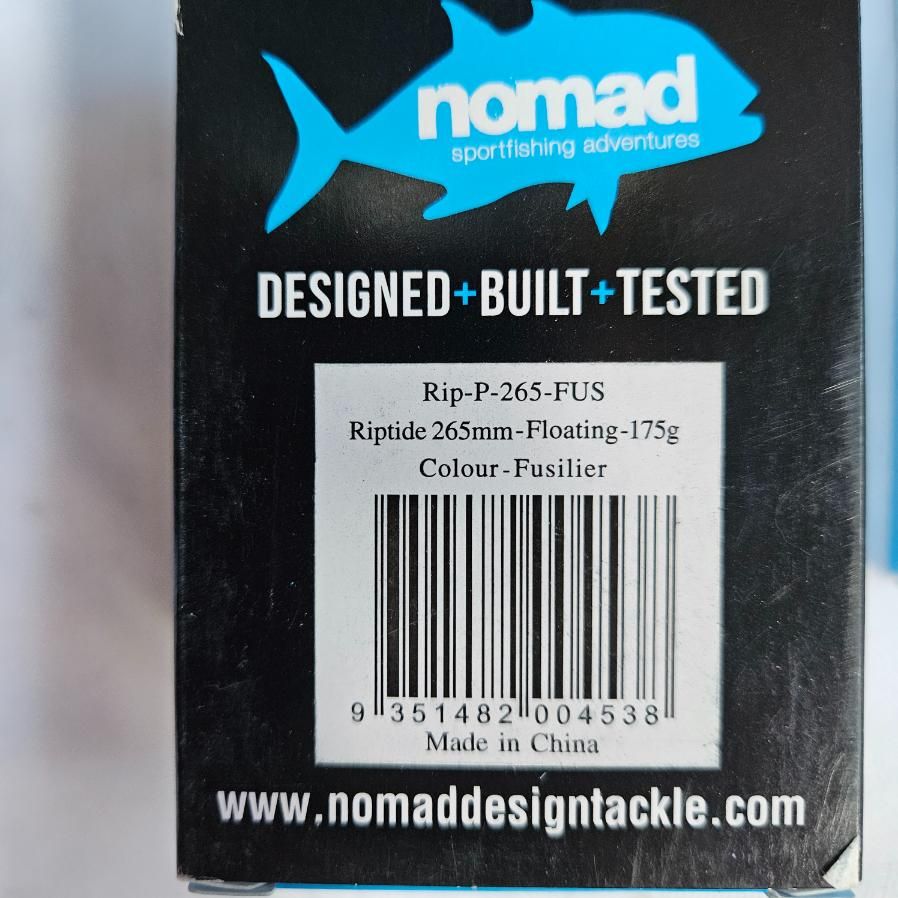 nomad
sportfishing adventures
DESIGNED+BUILT+TESTED
Rip-P-265-FUS
Riptide 265mm-Floating-175g
Colour-Fusilier
9 351482 004538
Made in China
www.nomaddesigntackle.com